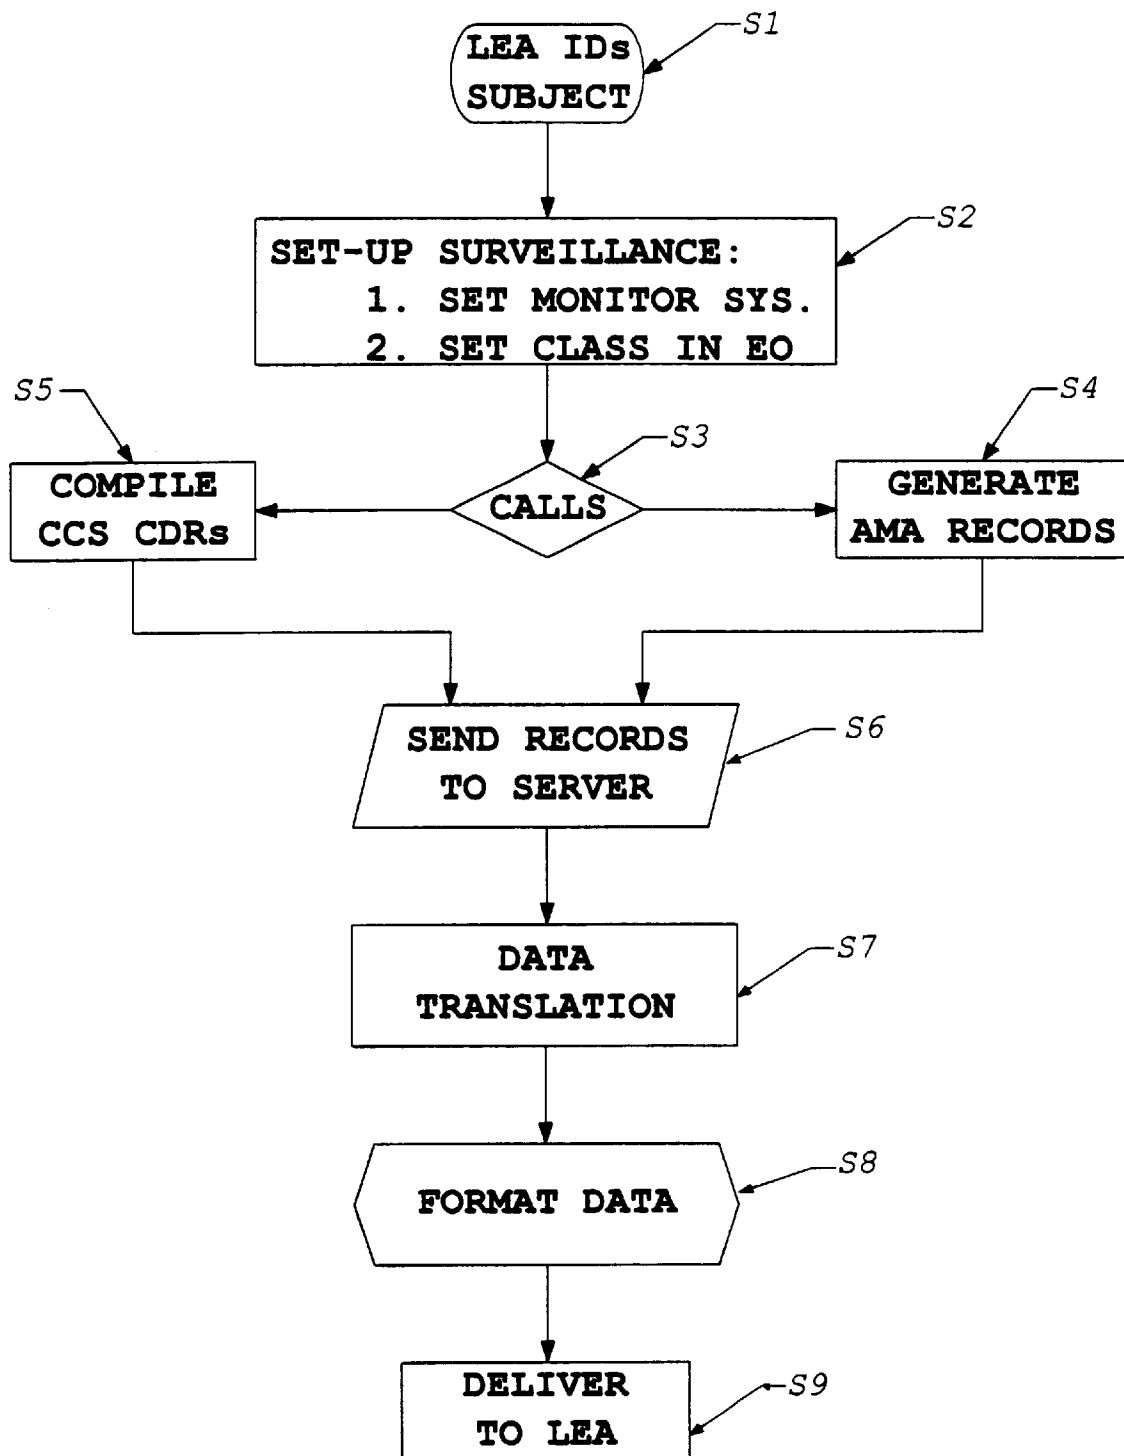 S1
LEA IDs
SUBJECT
S2
SET-UP SURVEILLANCE:
1. SET MONITOR SYS.
2. SET CLASS IN EO
S5
S3
S4
COMPILE
CCS CDRs
CALLS
GENERATE
AMA RECORDS
SEND RECORDS
TO SERVER
S6
DATA
TRANSLATION
S7
FORMAT DATA
S8
DELIVER
TO LEA
S9